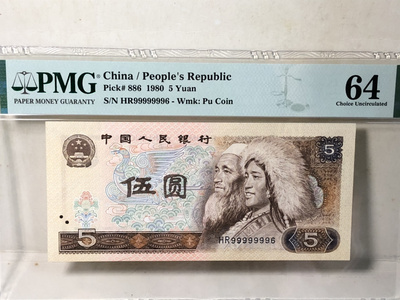 PMG
PAPER MONEY GUARANTY
China / People's Republic
Pick# 886 1980 5 Yuan
S/N HR99999996 - Wmk: Pu Coin
64
Choice Uncirculated
中国人民银行
5
伍圆
HR99999996
5
5